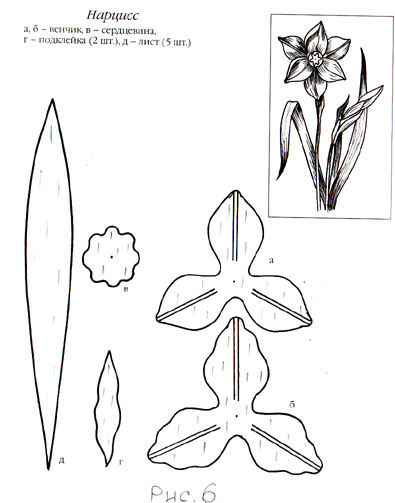 Нарцисс
а, б – венчик, в – сердцевина,
г – подклейка (2 шт.), д – лист (5 шт.)
а
в
б
д
г
Рис. 6